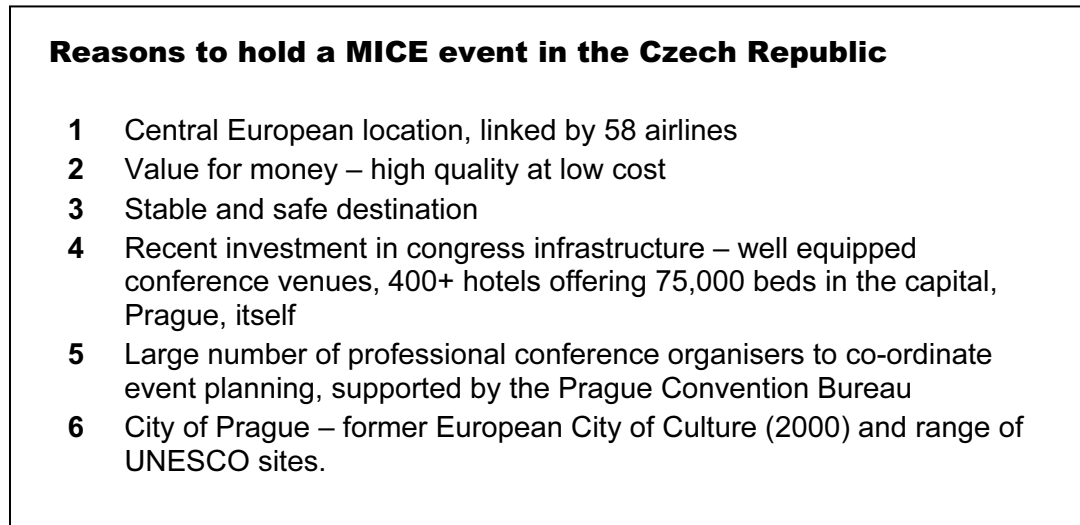 Reasons to hold a MICE event in the Czech Republic
1 Central European location, linked by 58 airlines
2 Value for money – high quality at low cost
3 Stable and safe destination
4 Recent investment in congress infrastructure – well equipped
conference venues, 400+ hotels offering 75,000 beds in the capital,
Prague, itself
5 Large number of professional conference organisers to co-ordinate
event planning, supported by the Prague Convention Bureau
6 City of Prague – former European City of Culture (2000) and range of
UNESCO sites.